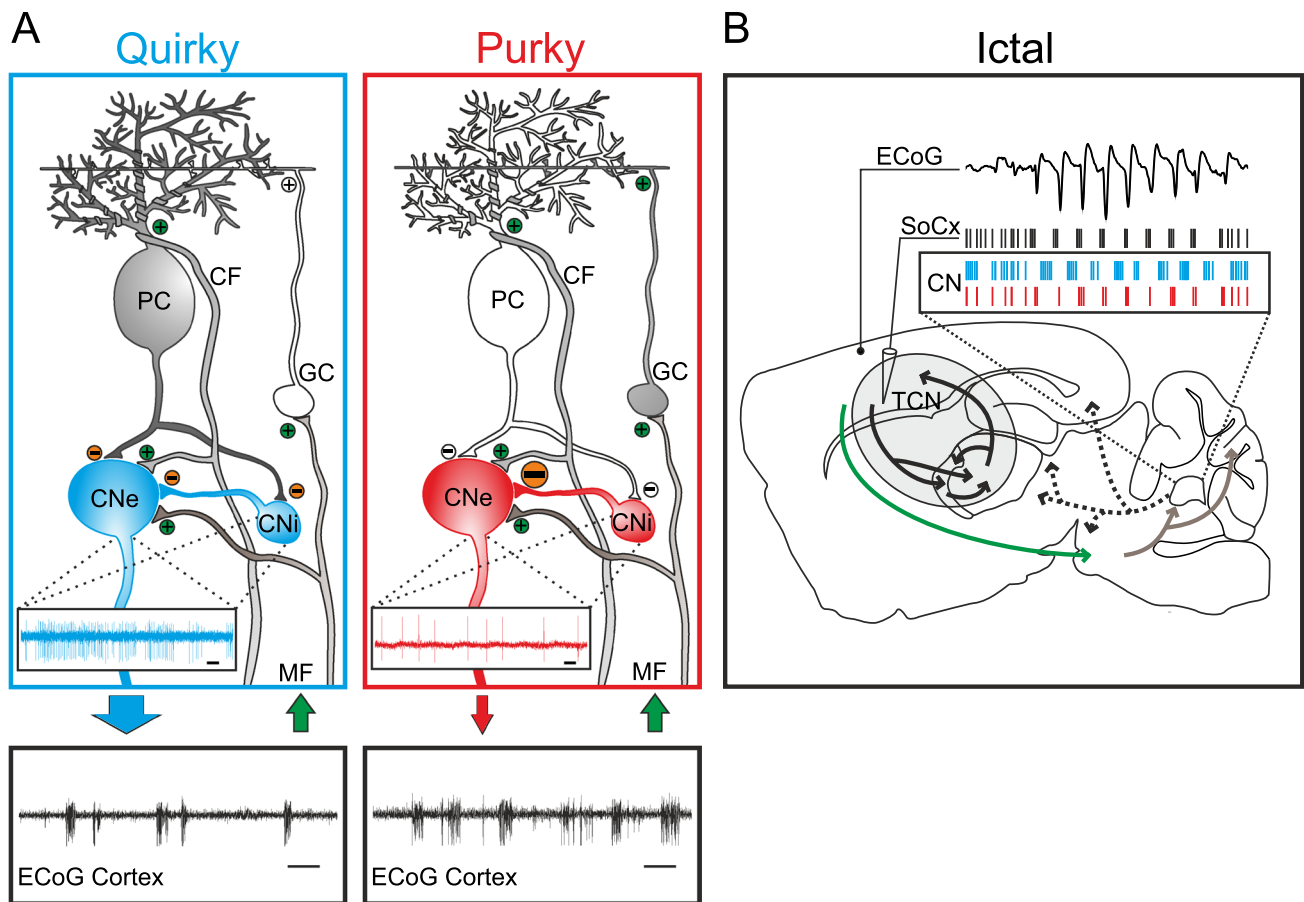 A
Quirky
Purky
B
Ictal
PC
CF
GC
CNe
CNi
MF
ECoG Cortex
PC
CF
GC
CNe
CNi
MF
ECoG Cortex
ECoG
SoCx
CN
TCN